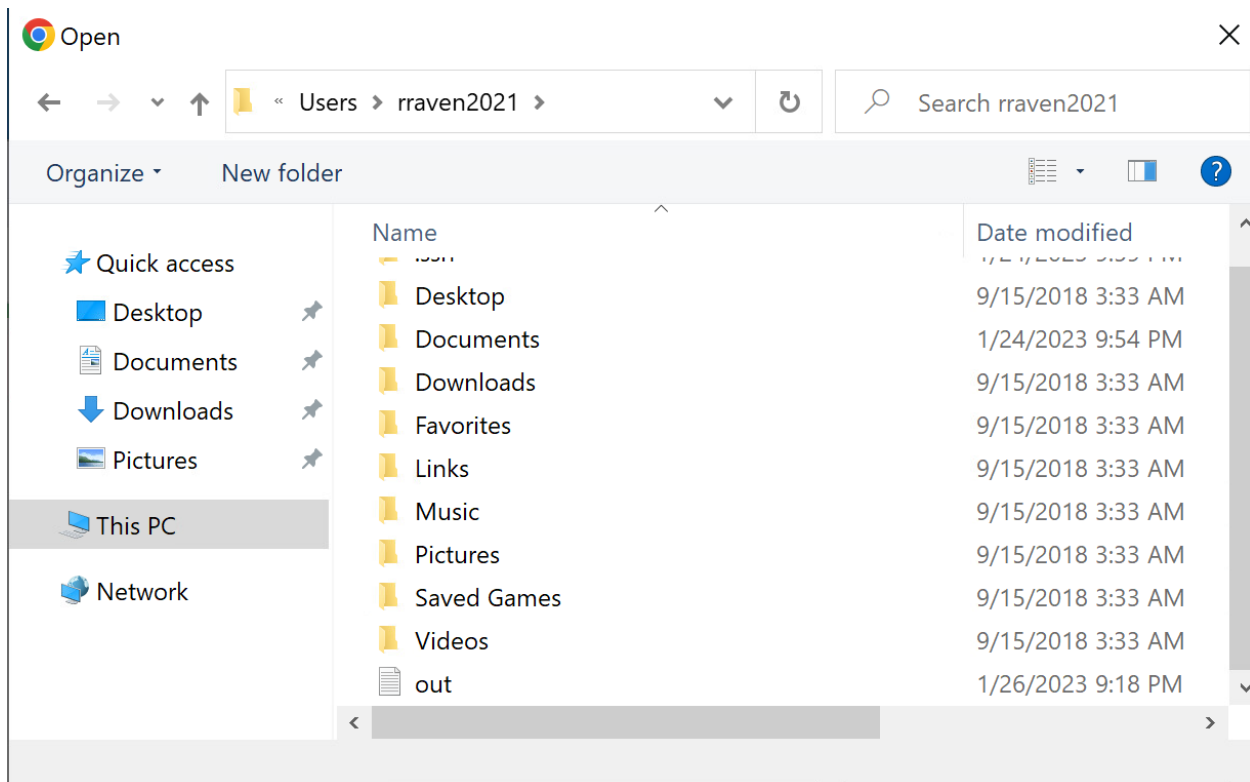 Open
« Users > rraven2021 >
Search rraven2021
Organize
New folder
?
Name
Date modified
Quick access
Desktop
Documents
Downloads
Pictures
This PC
Network
.ssh
Desktop 9/15/2018 3:33 AM
Documents 1/24/2023 9:54 PM
Downloads 9/15/2018 3:33 AM
Favorites 9/15/2018 3:33 AM
Links 9/15/2018 3:33 AM
Music 9/15/2018 3:33 AM
Pictures 9/15/2018 3:33 AM
Saved Games 9/15/2018 3:33 AM
Videos 9/15/2018 3:33 AM
out 1/26/2023 9:18 PM